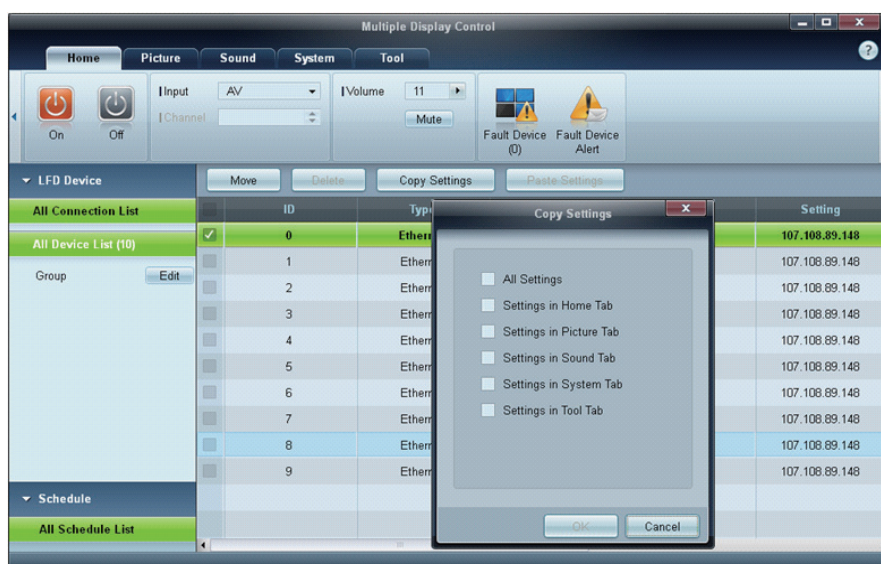 Multiple Display Control
Home Picture Sound System Tool
Input AV
Volume 11
Channel
Mute
On Off
Fault Device (0)
Fault Device Alert
LFD Device
Move Delete Copy Settings Paste Settings
All Connection List
All Device List (10)
Group Edit
ID Setting
Copy Settings
0 107.108.89.148
1 107.108.89.148
2 107.108.89.148
3 107.108.89.148
4 107.108.89.148
5 107.108.89.148
6 107.108.89.148
7 107.108.89.148
8 107.108.89.148
9 107.108.89.148
All Settings
Settings in Home Tab
Settings in Picture Tab
Settings in Sound Tab
Settings in System Tab
Settings in Tool Tab
OK Cancel
Schedule
All Schedule List